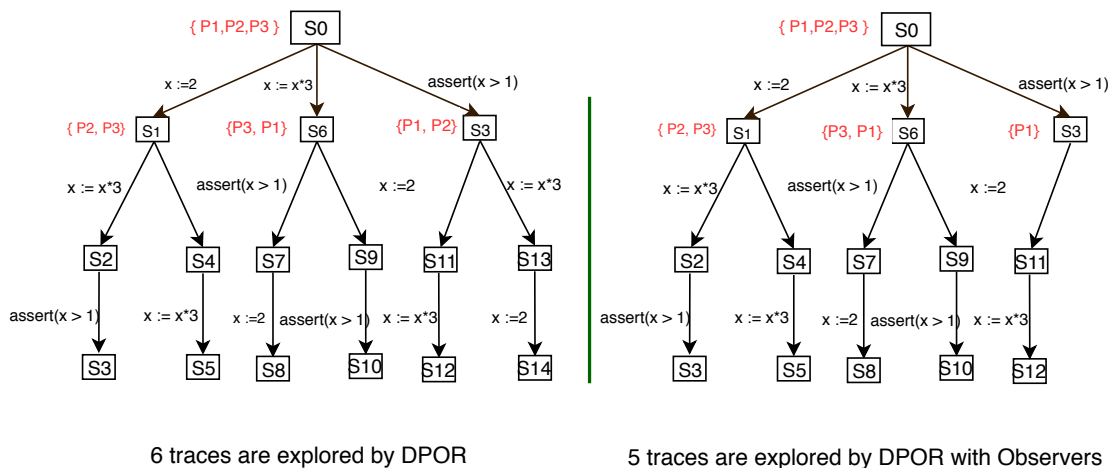 { P1,P2,P3 }
S0
x :=2
x := x*3
assert(x > 1)
{ P2, P3}
S1
{P3, P1}
S6
{P1, P2}
S3
x := x*3
assert(x > 1)
x :=2
x := x*3
S2
S4
S7
S9
S11
S13
assert(x > 1)
x := x*3
x :=2
assert(x > 1)
x := x*3
x :=2
S3
S5
S8
S10
S12
S14
6 traces are explored by DPOR
{ P1,P2,P3 }
S0
x :=2
x := x*3
assert(x > 1)
{ P2, P3}
S1
{P3, P1}
S6
{P1}
S3
x := x*3
assert(x > 1)
x :=2
S2
S4
S7
S9
S11
assert(x > 1)
x := x*3
x :=2
assert(x > 1)
x := x*3
S3
S5
S8
S10
S12
5 traces are explored by DPOR with Observers